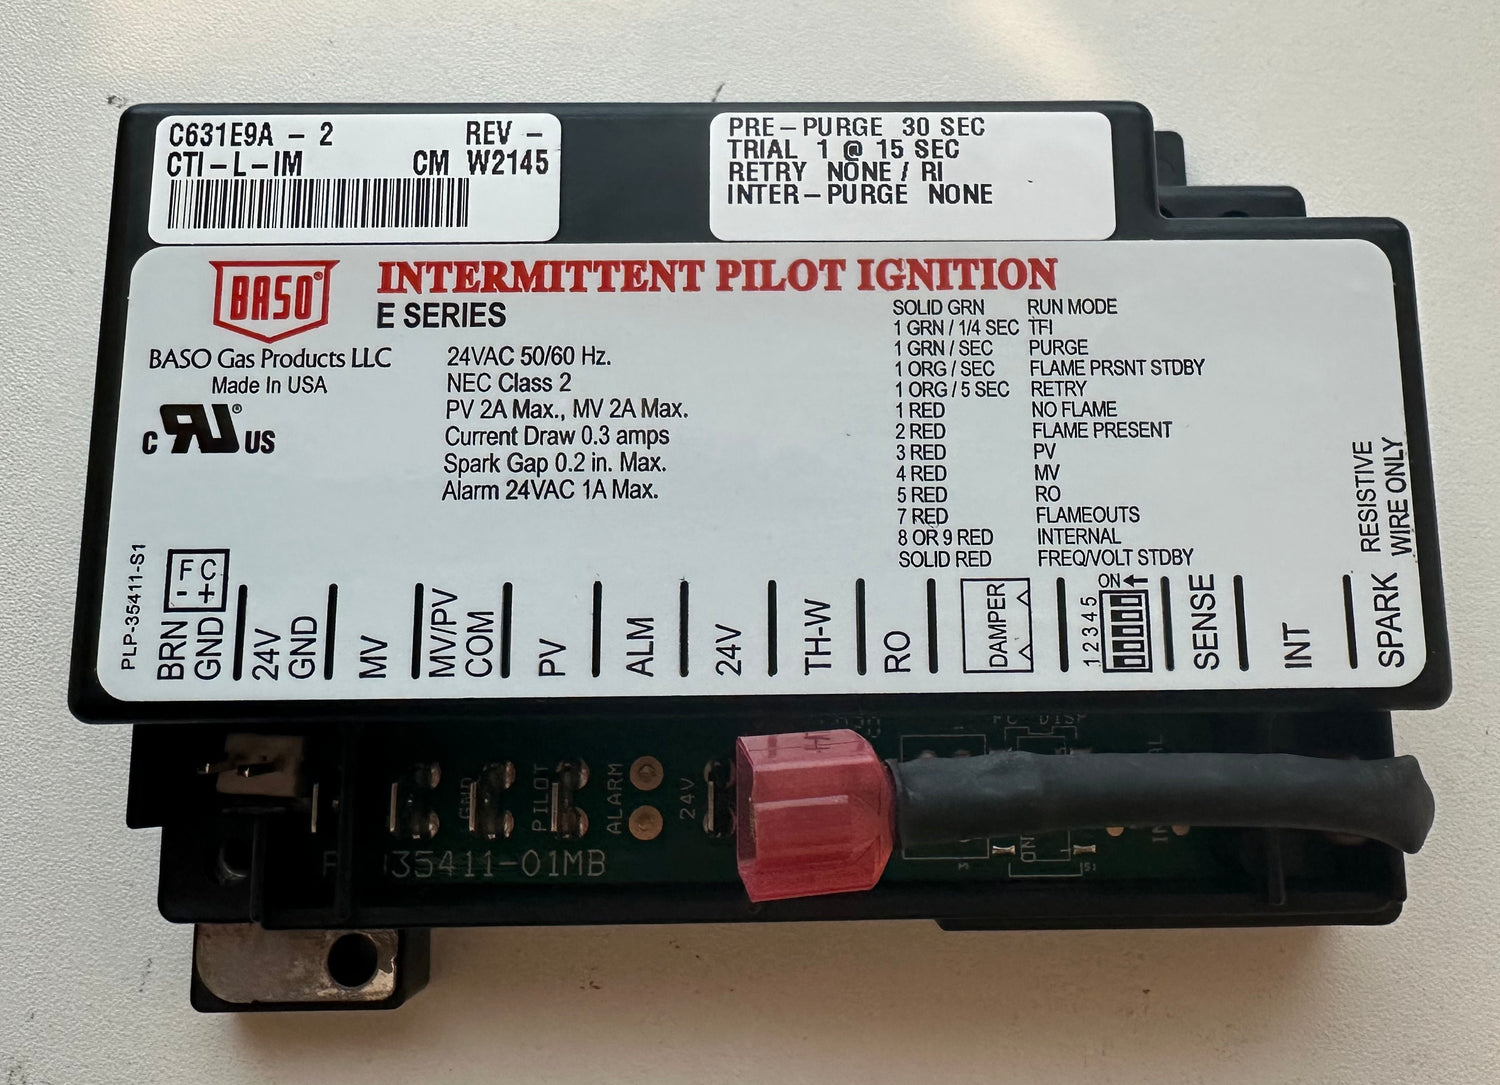 C631E9A - 2 REV -
CTI-L-IM CM W2145
PRE-PURGE 30 SEC
TRIAL 1 @ 15 SEC
RETRY NONE / RI
INTER-PURGE NONE
BASO®
INTERMITTENT PILOT IGNITION
E SERIES
BASO Gas Products LLC
Made In USA
C RU® US
24VAC 50/60 Hz.
NEC Class 2
PV 2A Max., MV 2A Max.
Current Draw 0.3 amps
Spark Gap 0.2 in. Max.
Alarm 24VAC 1A Max.
SOLID GRN RUN MODE
1 GRN / 1/4 SEC TFI
1 GRN / SEC PURGE
1 ORG / SEC FLAME PRSNT STDBY
1 ORG / 5 SEC RETRY
1 RED NO FLAME
2 RED FLAME PRESENT
3 RED PV
4 RED MV
5 RED RO
7 RED FLAMEOUTS
8 OR 9 RED INTERNAL
SOLID RED FREQ/VOLT STDBY
RESISTIVE
WIRE ONLY
PLP-35411-S1
FC
- +
BRN
GND
24V
GND
MV
MV/PV
COM
PV
ALM
24V
TH-W
RO
DAMPER
ON
1 2 3 4 5
SENSE
INT
SPARK
GND
PILOT
ALARM
24V
35411-01MB
ON